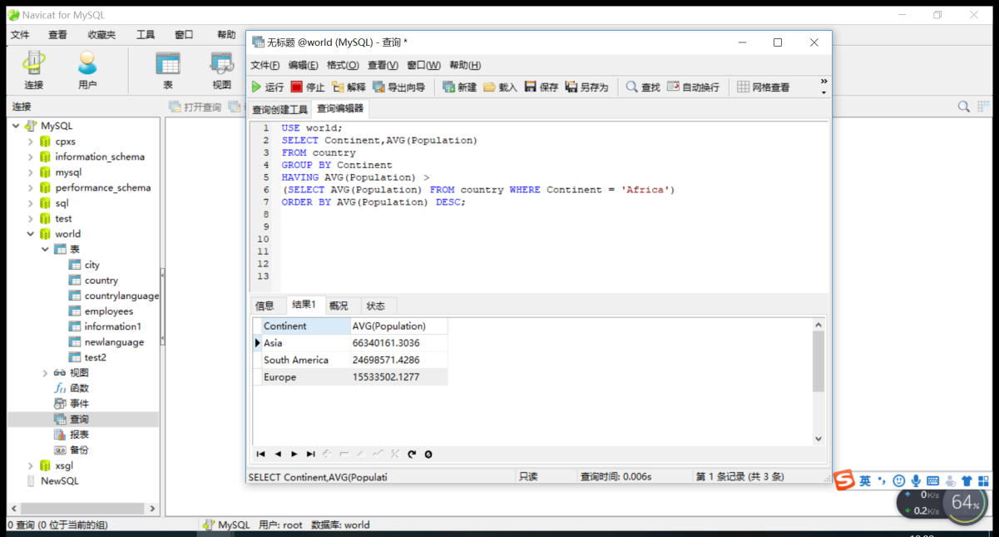 Navicat for MySQL
文件 查看 收藏夹 工具 窗口 帮助
连接 用户 表 视图
连接
打开查询
MySQL
cpxs
information_schema
mysql
performance_schema
sql
test
world
表
city
country
countrylanguage
employees
information1
newlanguage
test2
视图
函数
事件
查询
报表
备份
xsgl
NewSQL
0 查询 (0 位于当前的组)
MySQL 用户: root 数据库: world
无标题 @world (MySQL) - 查询 *
文件(F) 编辑(E) 格式(O) 查看(V) 窗口(W) 帮助(H)
运行 停止 解释 导出向导 新建 载入 保存 另存为 查找 自动换行 网格查看
查询创建工具 查询编辑器
1 USE world;
2 SELECT Continent,AVG(Population)
3 FROM country
4 GROUP BY Continent
5 HAVING AVG(Population) >
6 (SELECT AVG(Population) FROM country WHERE Continent = 'Africa')
7 ORDER BY AVG(Population) DESC;
8
9
10
11
12
13
信息 结果1 概况 状态
Continent AVG(Population)
Asia 66340161.3036
South America 24698571.4286
Europe 15533502.1277
SELECT Continent,AVG(Populati 只读 查询时间: 0.006s 第 1 条记录 (共 3 条)
英
0K/s
0.2K/s
64%